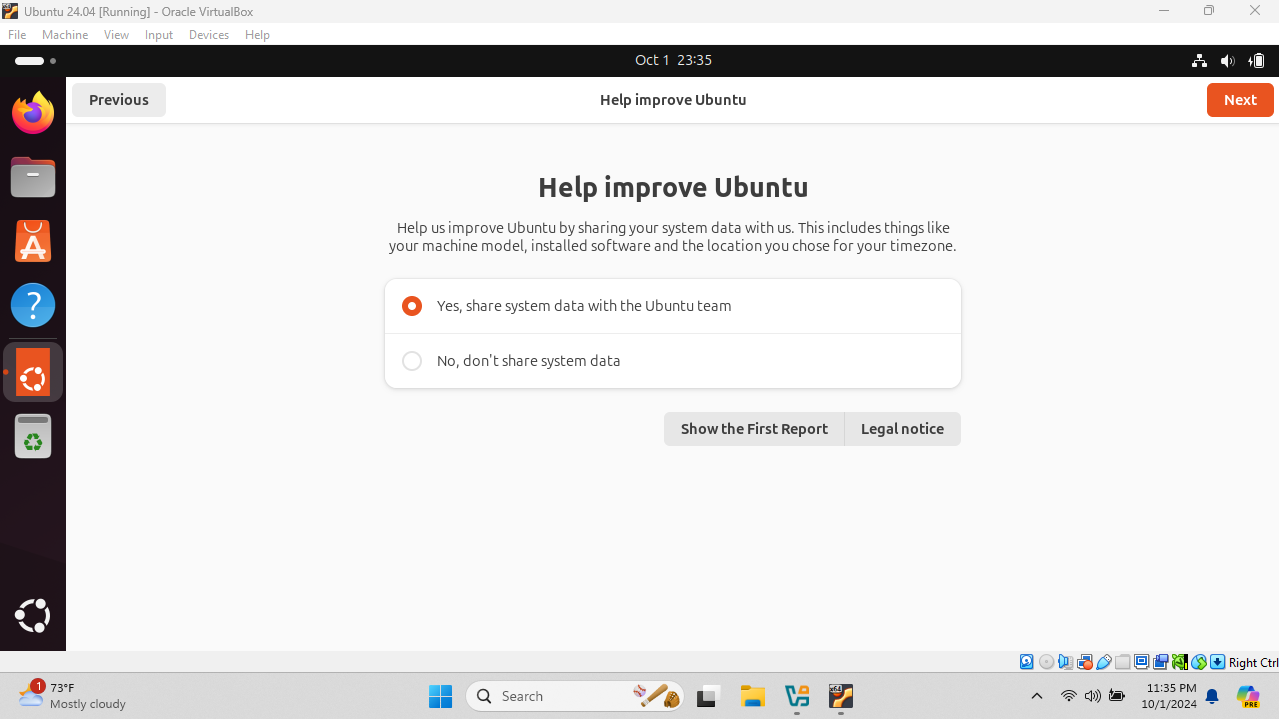 Ubuntu 24.04 [Running] - Oracle VirtualBox
File Machine View Input Devices Help
Oct 1 23:35
Previous
Help improve Ubuntu
Next
Help improve Ubuntu
Help us improve Ubuntu by sharing your system data with us. This includes things like
your machine model, installed software and the location you chose for your timezone.
Yes, share system data with the Ubuntu team
No, don't share system data
Show the First Report
Legal notice
Right Ctrl
1
73°F
Mostly cloudy
Search
11:35 PM
10/1/2024
PRE